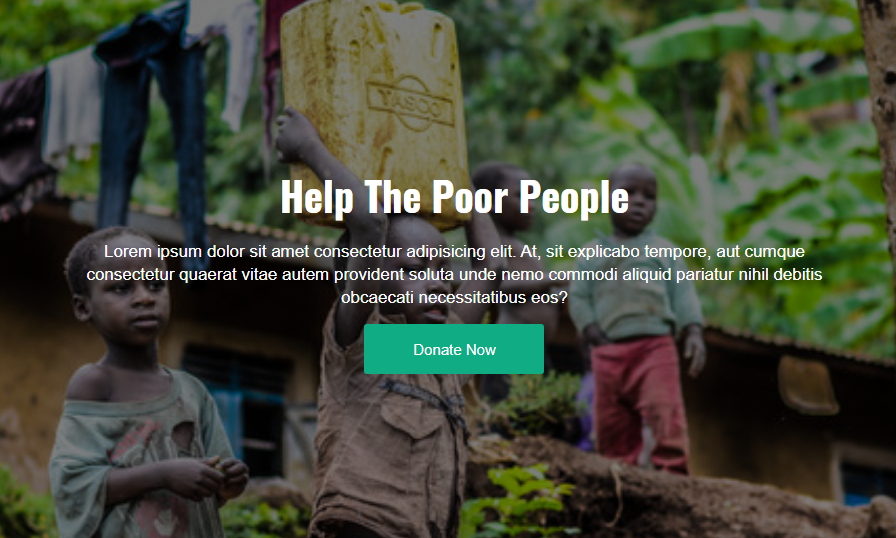 TASCO
Help The Poor People
Lorem ipsum dolor sit amet consectetur adipisicing elit. At, sit explicabo tempore, aut cumque
consectetur quaerat vitae autem provident soluta unde nemo commodi aliquid pariatur nihil debitis
obcaecati necessitatibus eos?
Donate Now